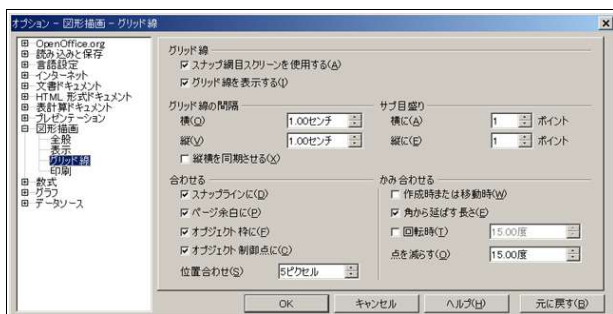 オプション - 図形描画 - グリッド線
OpenOffice.org
読み込みと保存
言語設定
インターネット
文書ドキュメント
HTML 形式ドキュメント
表計算ドキュメント
プレゼンテーション
図形描画
全般
表示
グリッド線
印刷
数式
グラフ
データソース
グリッド線
スナップ網目スクリーンを使用する(A)
グリッド線を表示する(I)
グリッド線の間隔
横(O) 1.00センチ
縦(V) 1.00センチ
縦横を同期させる(X)
サブ目盛り
横に(A) 1 ポイント
縦に(E) 1 ポイント
合わせる
スナップラインに(D)
ページ余白に(P)
オブジェクト枠に(F)
オブジェクト制御点に(C)
位置合わせ(S) 5ピクセル
かみ合わせる
作成時または移動時(W)
角から延ばす長さ(E)
回転時(T) 15.00度
点を減らす(O) 15.00度
OK キャンセル ヘルプ(H) 元に戻す(B)